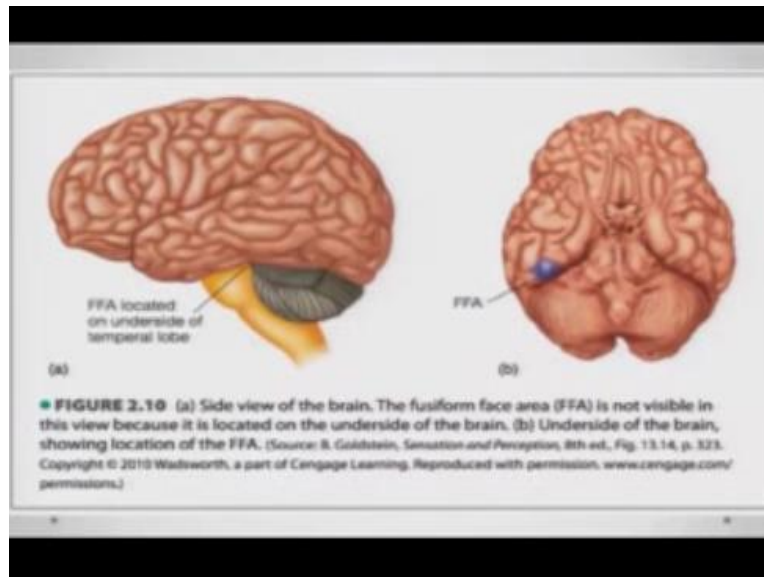 FFA located
on underside of
temperal lobe
FFA
(a)
(b)
• FIGURE 2.10 (a) Side view of the brain. The fusiform face area (FFA) is not visible in
this view because it is located on the underside of the brain. (b) Underside of the brain,
showing location of the FFA. (Source: B. Goldstein, Sensation and Perception, 8th ed., Fig. 13.14, p. 323.
Copyright © 2010 Wadsworth, a part of Cengage Learning. Reproduced with permission. www.cengage.com/
permissions.)